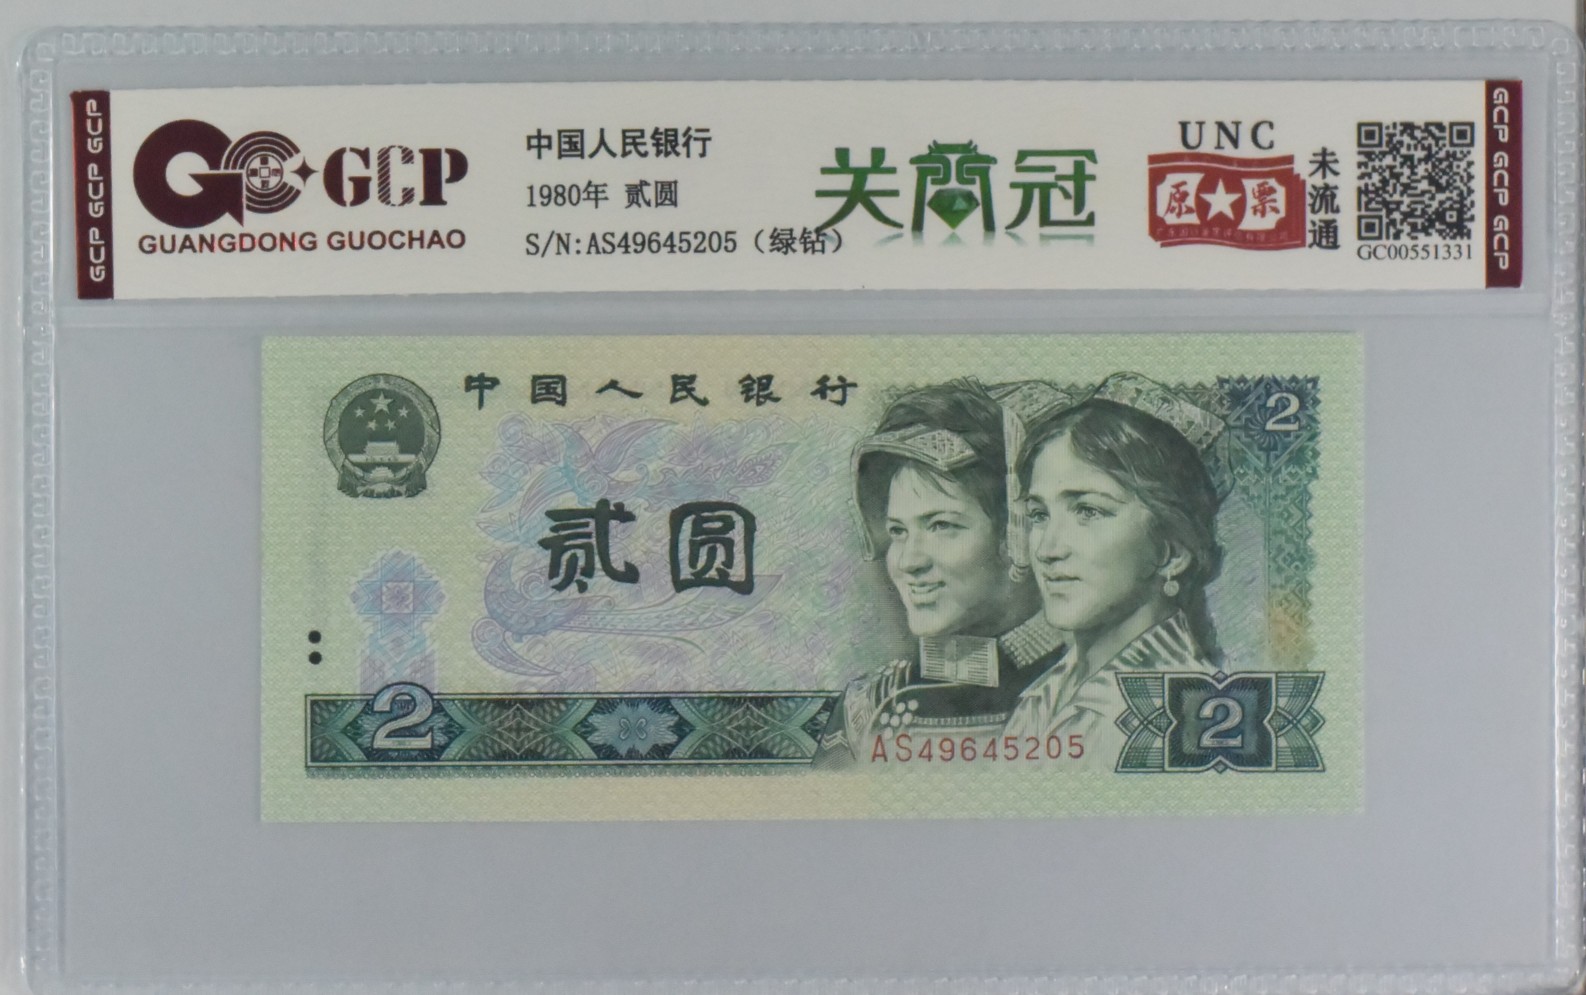 GCP GCP GCP
GCP
GUANGDONG GUOCHAO
中国人民银行
1980年 贰圆
S/N:AS49645205（绿钻）
关阁冠
UNC
原★票
未流通
GC00551331
GCP GCP GCP
中国人民银行
2
贰圆
2
AS49645205
2